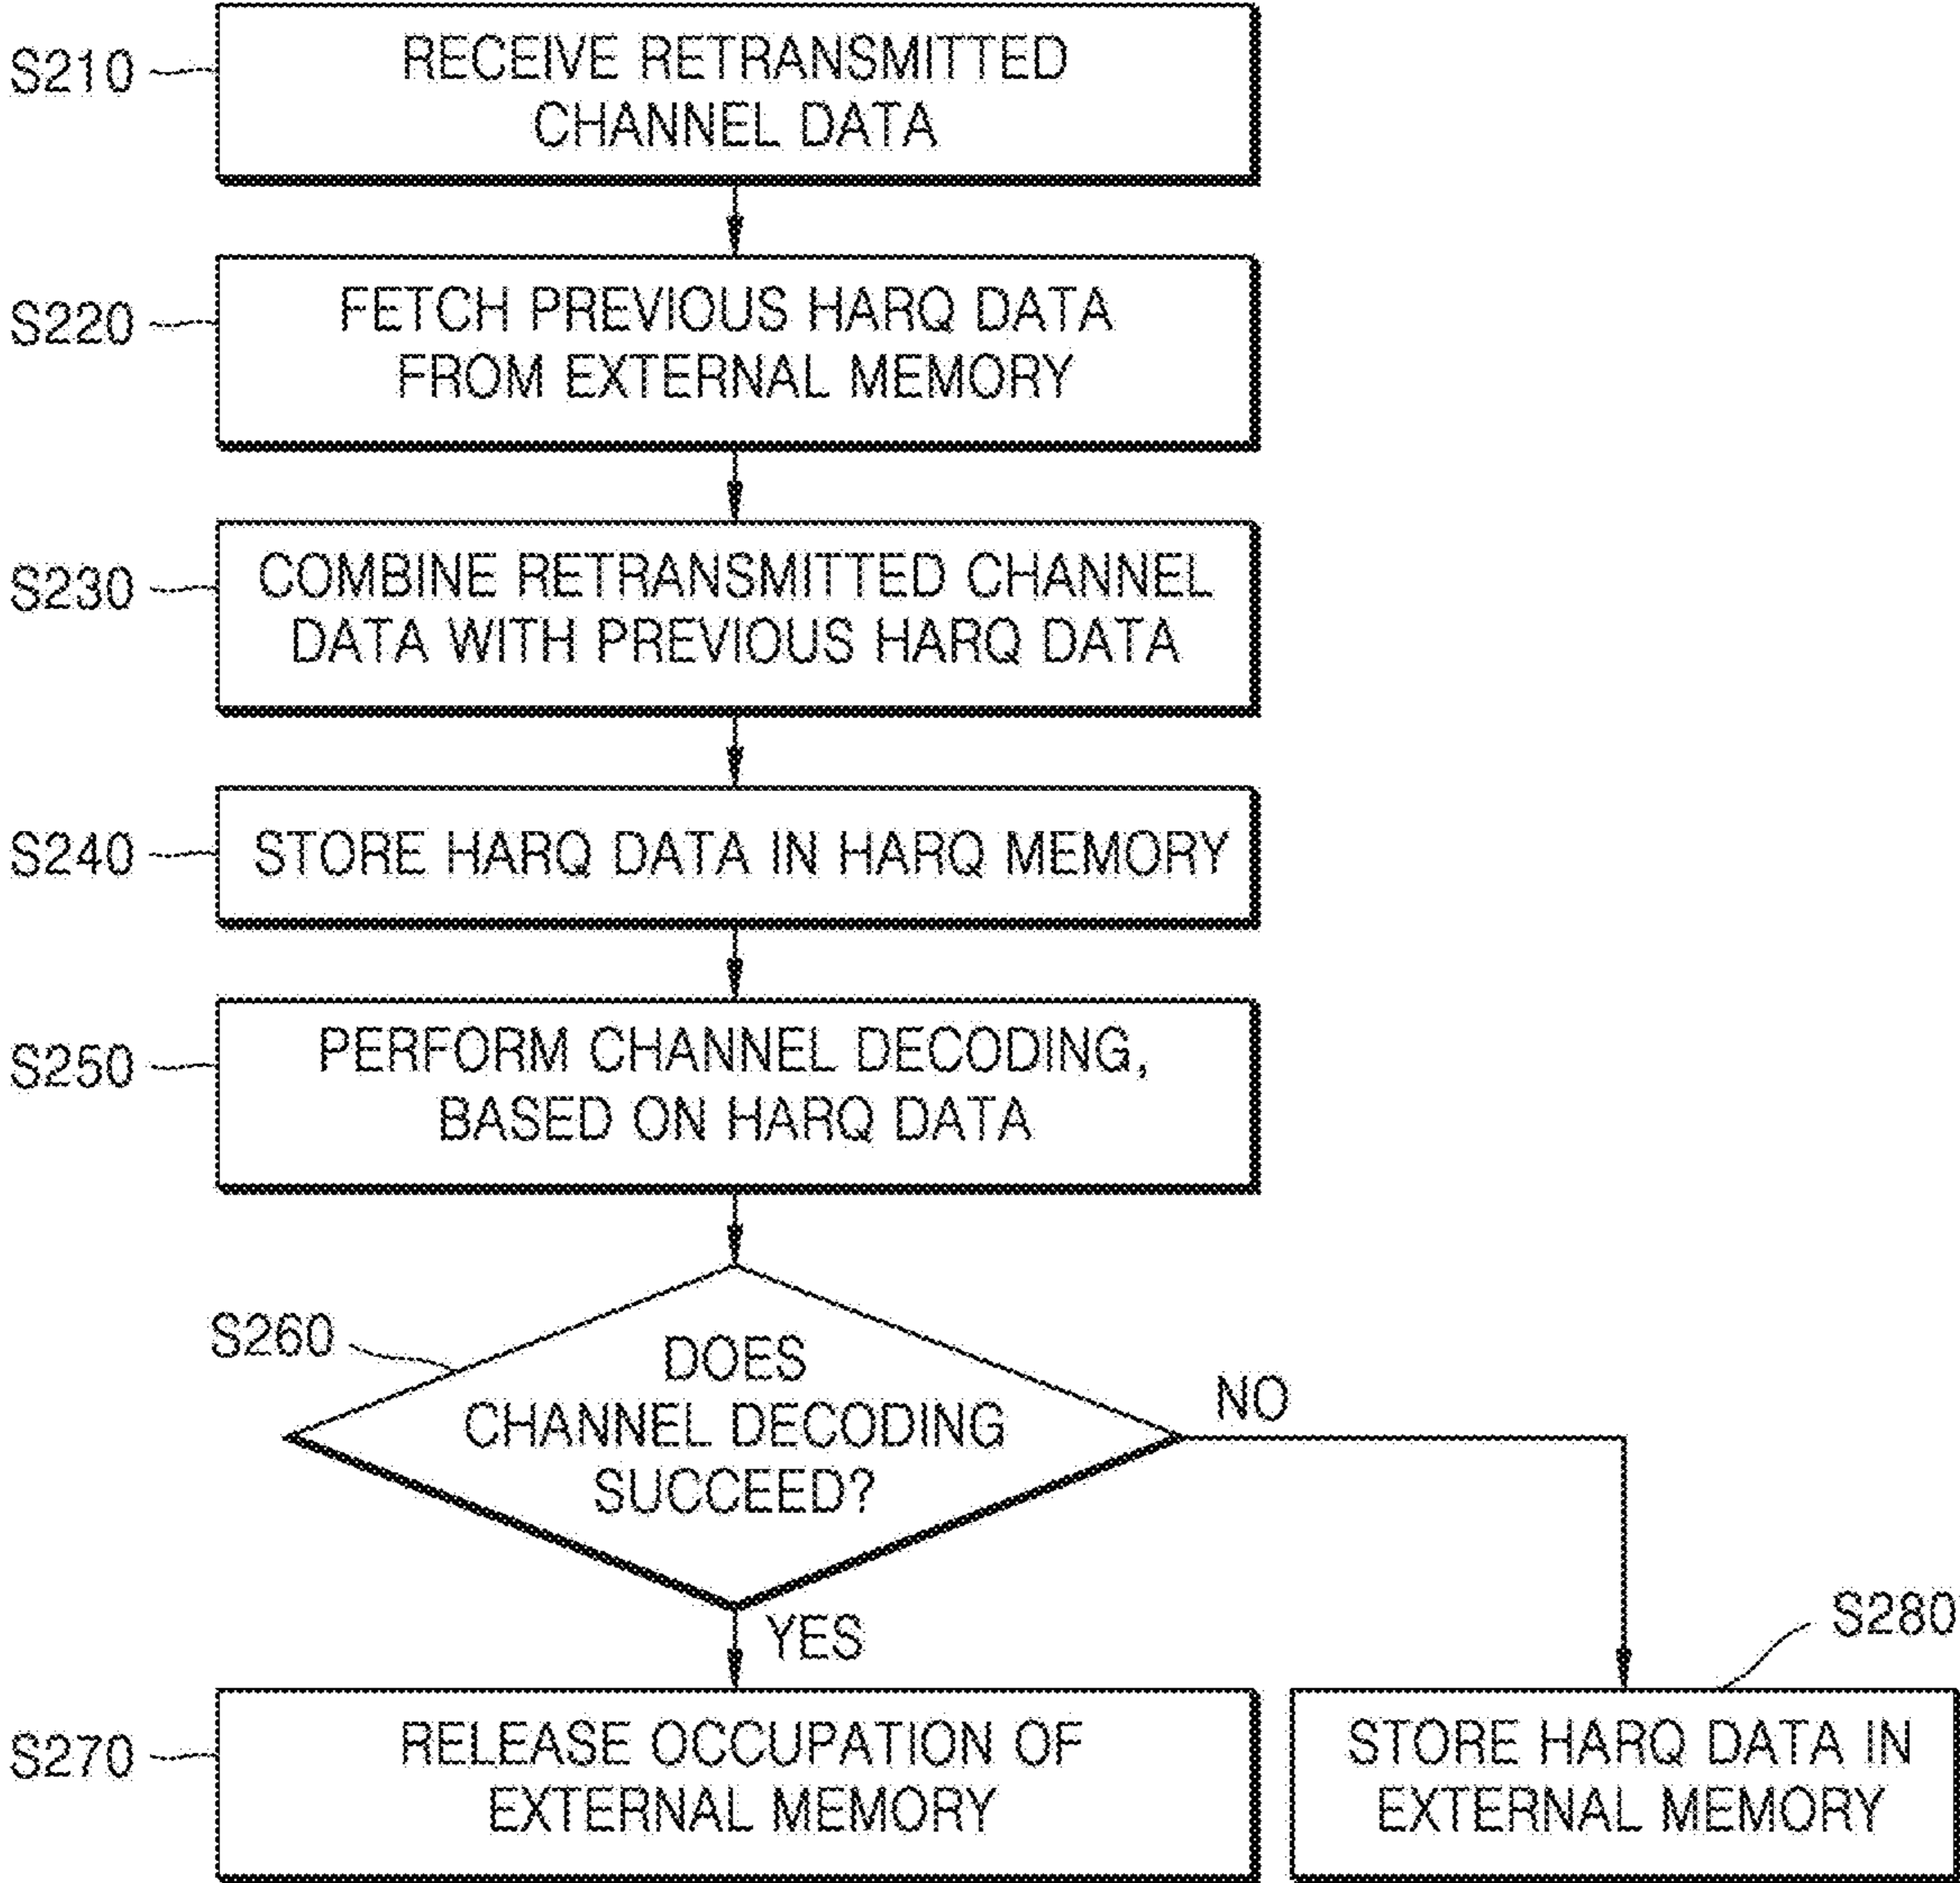 S210
RECEIVE RETRANSMITTED
CHANNEL DATA
S220
FETCH PREVIOUS HARQ DATA
FROM EXTERNAL MEMORY
S230
COMBINE RETRANSMITTED CHANNEL
DATA WITH PREVIOUS HARQ DATA
S240
STORE HARQ DATA IN HARQ MEMORY
S250
PERFORM CHANNEL DECODING,
BASED ON HARQ DATA
S260
DOES
CHANNEL DECODING
SUCCEED?
NO
YES
S270
RELEASE OCCUPATION OF
EXTERNAL MEMORY
S280
STORE HARQ DATA IN
EXTERNAL MEMORY